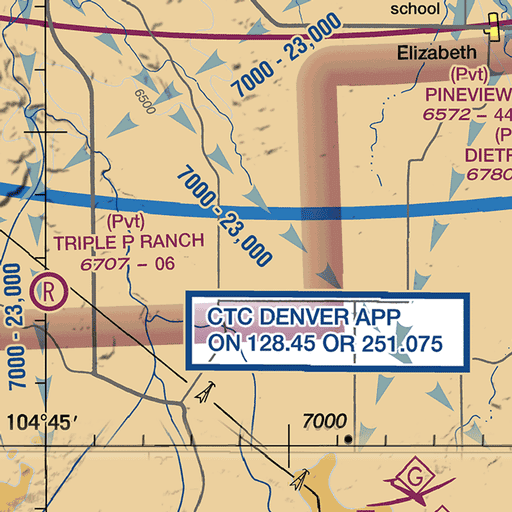 school
Elizabeth
7000 - 23,000
(Pvt)
PINEVIEW
6572 - 44
(P
DIETR
6780
6500
7000 - 23,000
(Pvt)
TRIPLE P RANCH
6707 - 06
R
7000 - 23,000
CTC DENVER APP
ON 128.45 OR 251.075
104°45'
7000
G